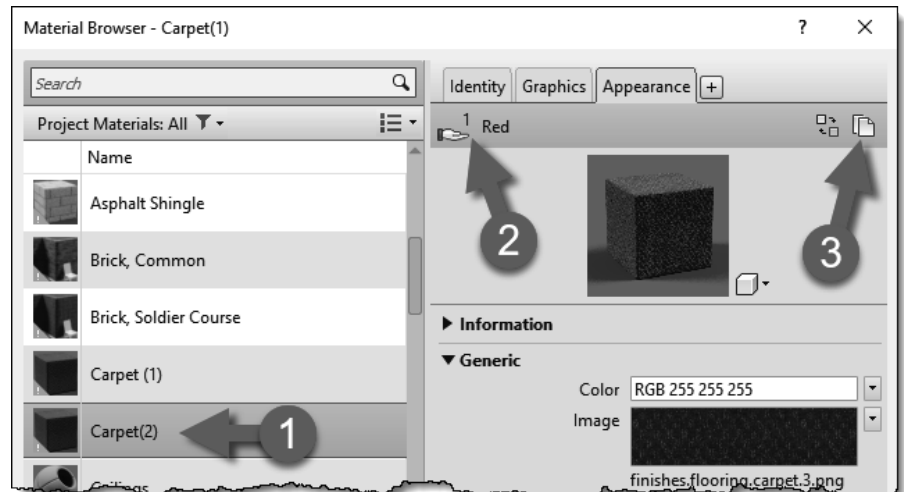 Material Browser - Carpet(1)
?
Search
Project Materials: All
Name
Asphalt Shingle
Brick, Common
Brick, Soldier Course
Carpet (1)
Carpet(2)
1
Ceilings
Identity
Graphics
Appearance
+
1
Red
2
3
Information
Generic
Color
RGB 255 255 255
Image
finishes.flooring.carpet.3.png